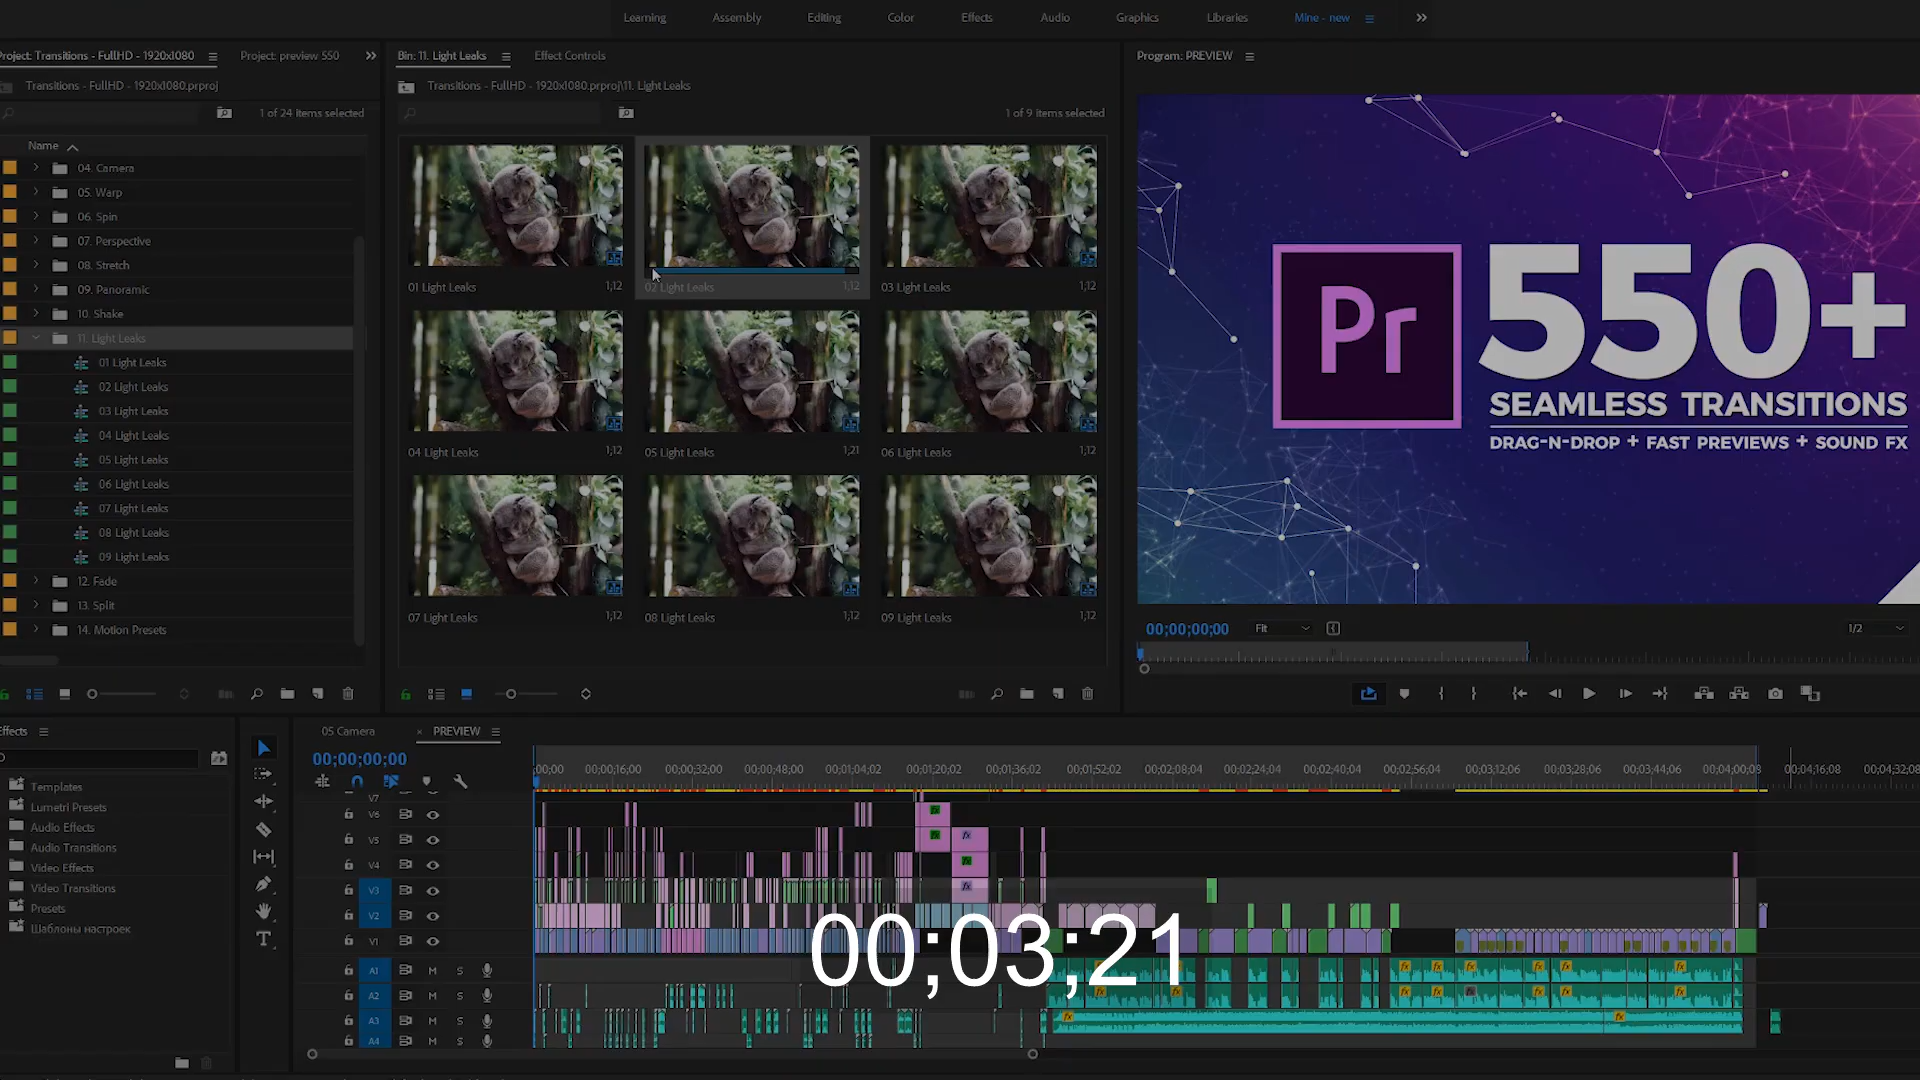 Learning Assembly Editing Color Effects Audio Graphics Libraries Mine - new
Project: Transitions - FullHD - 1920x1080
Project: preview 550
Bin: 11. Light Leaks
Effect Controls
Program: PREVIEW
Transitions - FullHD - 1920x1080.prproj
Transitions - FullHD - 1920x1080.prproj\11. Light Leaks
1 of 24 items selected
1 of 9 items selected
Name
04. Camera
05. Warp
06. Spin
07. Perspective
08. Stretch
09. Panoramic
10. Shake
11. Light Leaks
01 Light Leaks
02 Light Leaks
03 Light Leaks
04 Light Leaks
05 Light Leaks
06 Light Leaks
07 Light Leaks
08 Light Leaks
09 Light Leaks
12. Fade
13. Split
14. Motion Presets
01 Light Leaks 1;12
02 Light Leaks 1;12
03 Light Leaks 1;12
04 Light Leaks 1;12
05 Light Leaks 1;21
06 Light Leaks 1;12
07 Light Leaks 1;12
08 Light Leaks 1;12
09 Light Leaks 1;12
Pr
550+
SEAMLESS TRANSITIONS
DRAG-N-DROP + FAST PREVIEWS + SOUND FX
00;00;00;00 Fit 1/2
Effects
Templates
Lumetri Presets
Audio Effects
Audio Transitions
Video Effects
Video Transitions
Presets
Шаблоны настроек
05 Camera × PREVIEW
00;00;00;00
;00;00 00;00;16;00 00;00;32;00 00;00;48;00 00;01;04;02 00;01;20;02 00;01;36;02 00;01;52;02 00;02;08;04 00;02;24;04 00;02;40;04 00;02;56;04 00;03;12;06 00;03;28;06 00;03;44;06 00;04;00;08 00;04;16;08 00;04;32;08
V7
V6
V5
V4
V3
V2
V1
A1 M S
A2 M S
A3 M S
A4 M S
00;03;21